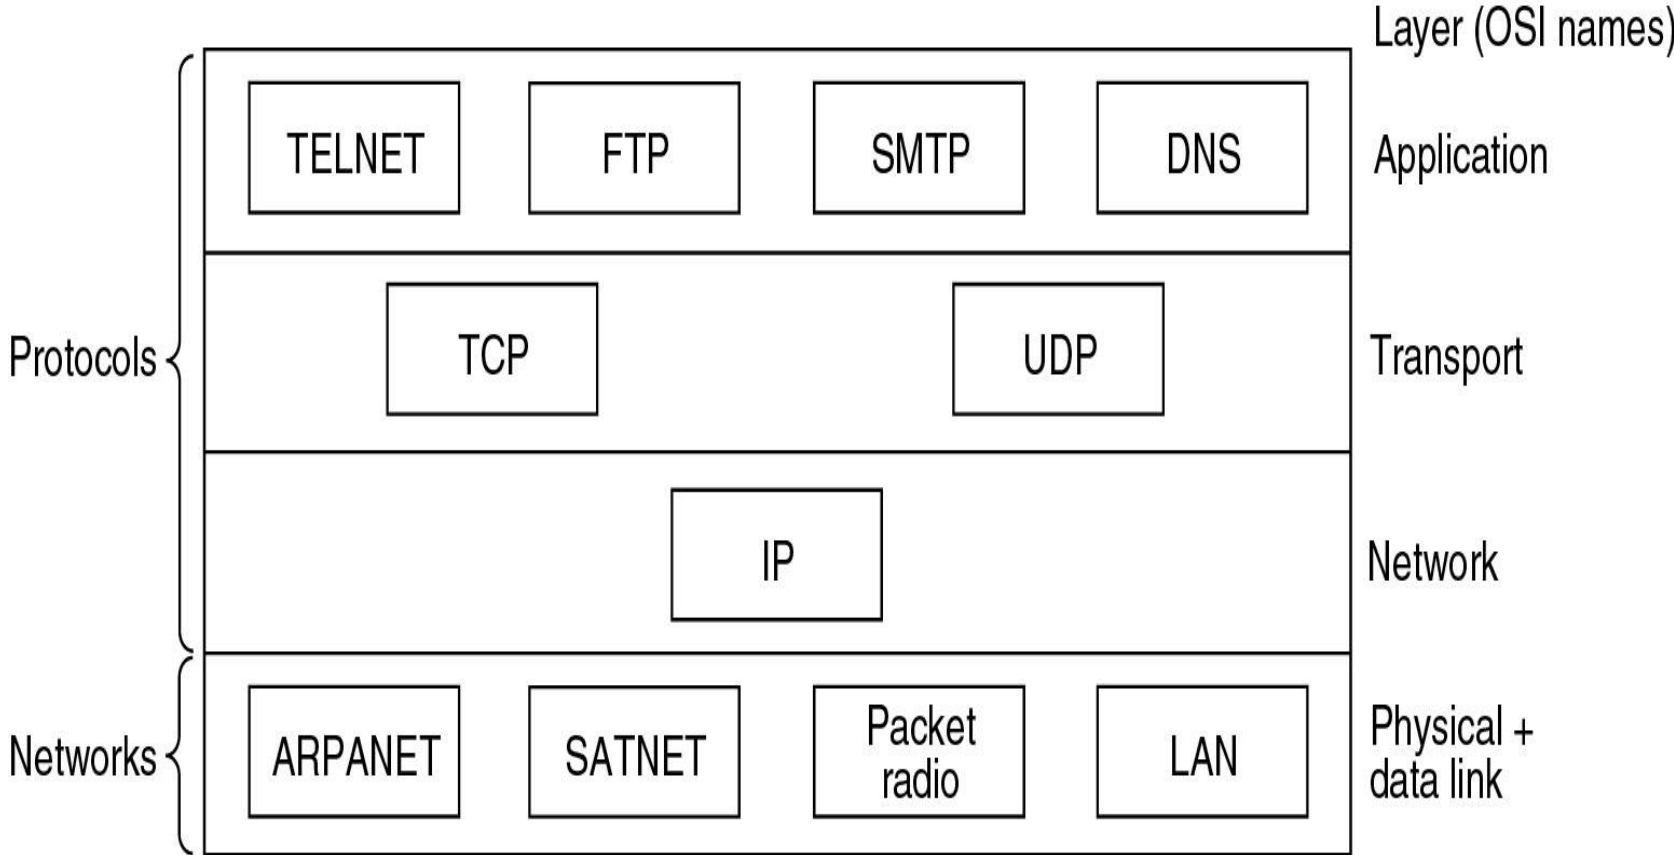 Layer (OSI names)
TELNET
FTP
SMTP
DNS
Application
Protocols
TCP
UDP
Transport
IP
Network
Networks
ARPANET
SATNET
Packet
radio
LAN
Physical +
data link